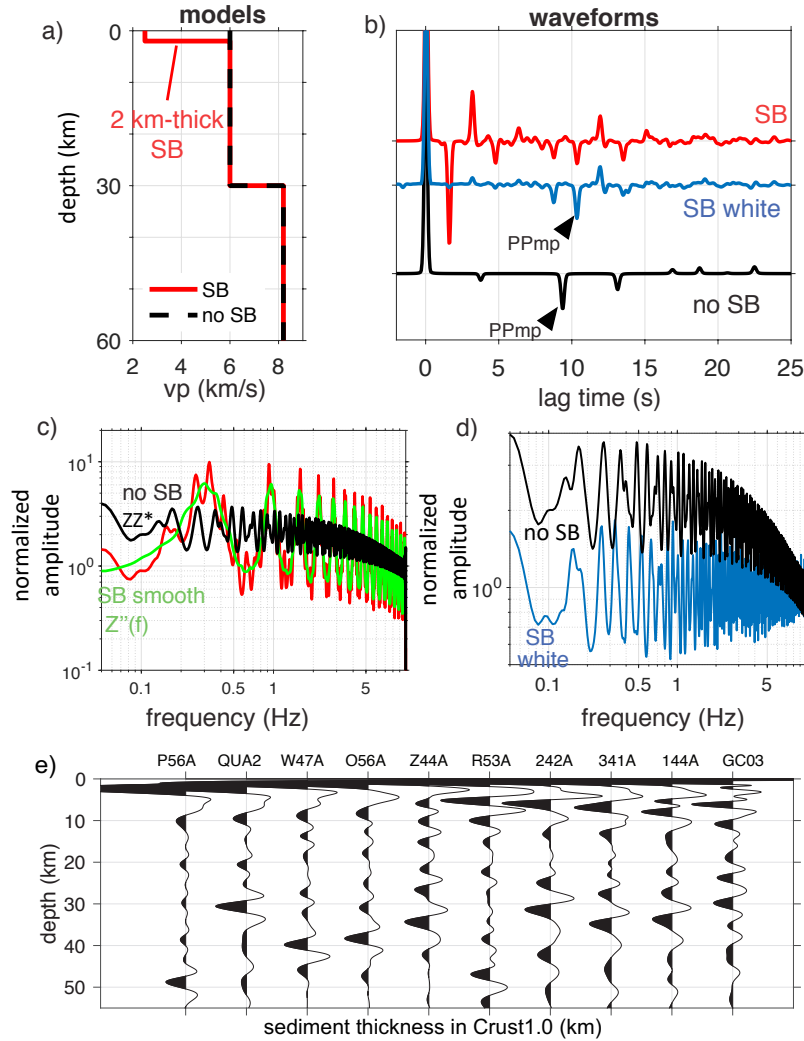 models
waveforms
a)
b)
0
30
60
depth (km)
2 km-thick
SB
SB
no SB
2 4 6 8
vp (km/s)
SB
SB white
PPmp
PPmp
no SB
0 5 10 15 20 25
lag time (s)
c)
d)
normalized
amplitude
10¹
10⁰
10⁻¹
no SB
ZZ*
SB smooth
Z"(f)
0.1 0.5 1 5
frequency (Hz)
normalized
amplitude
10⁰
no SB
SB
white
0.1 0.5 1 5
frequency (Hz)
e)
P56A QUA2 W47A O56A Z44A R53A 242A 341A 144A GC03
0
10
20
30
40
50
depth (km)
sediment thickness in Crust1.0 (km)